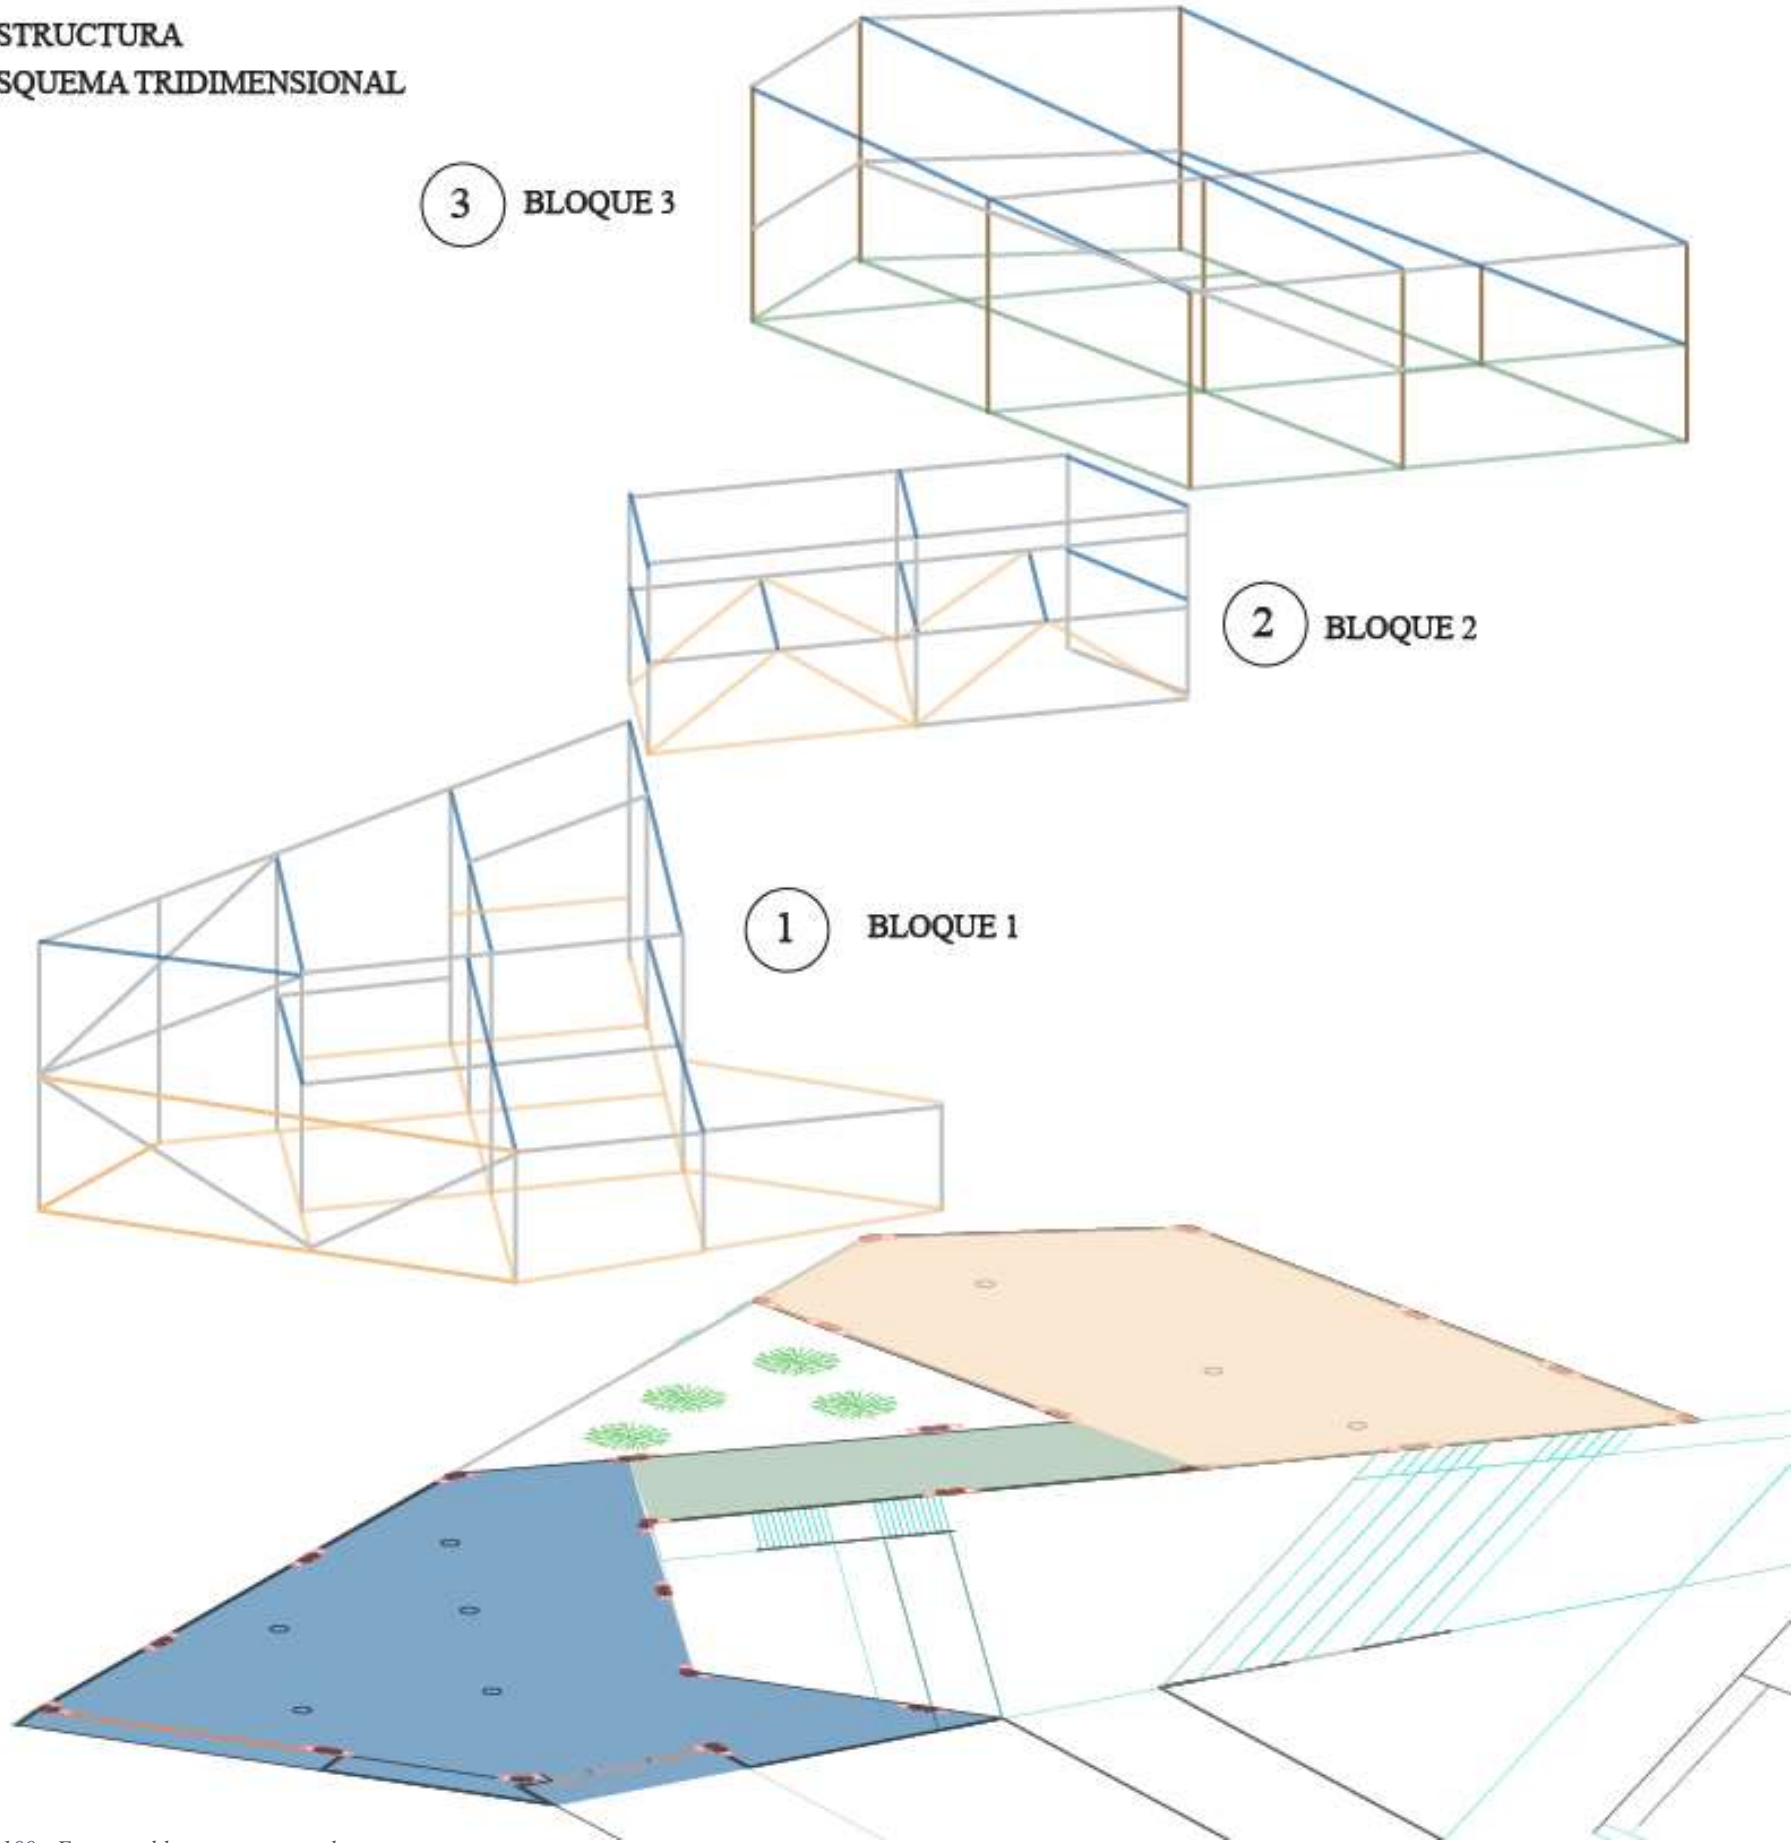 STRUCTURA
SQUEMA TRIDIMENSIONAL
3 BLOQUE 3
2 BLOQUE 2
1 BLOQUE 1